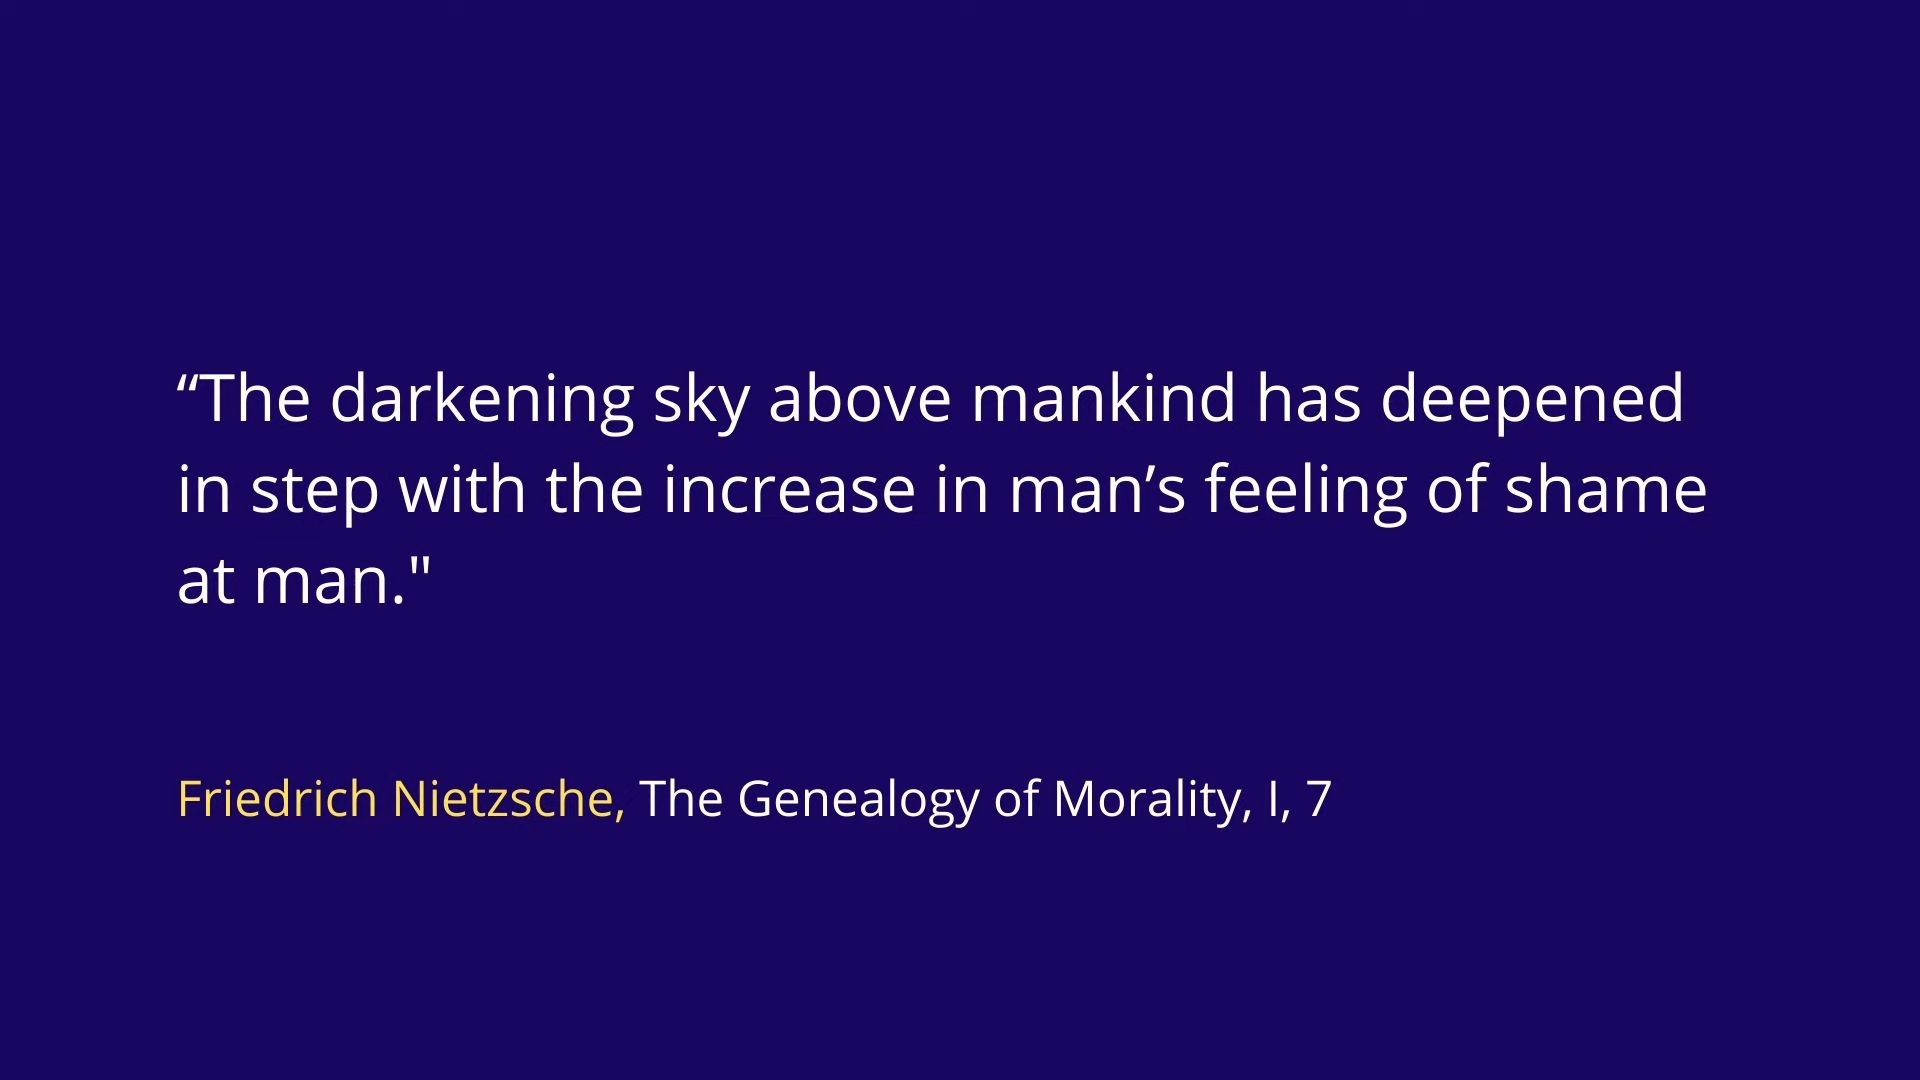 “The darkening sky above mankind has deepened
in step with the increase in man’s feeling of shame
at man."
Friedrich Nietzsche, The Genealogy of Morality, I, 7